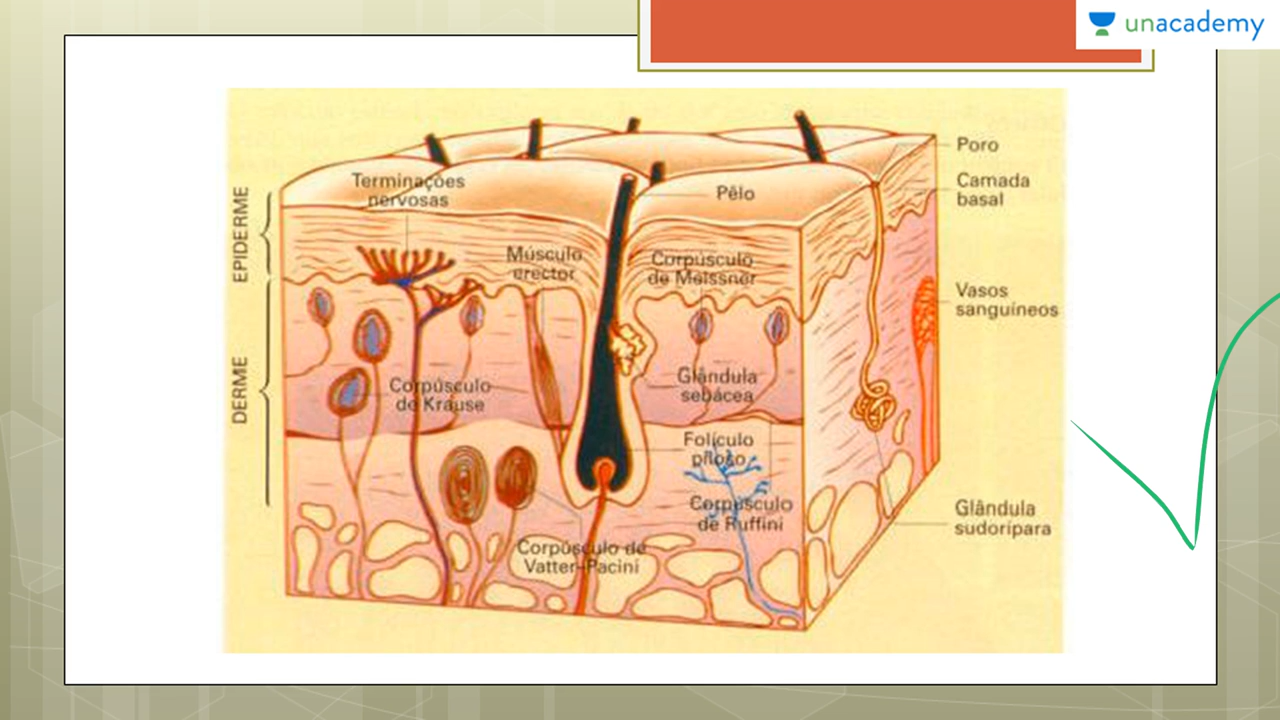 unacademy
Poro
Camada
basal
Terminações
nervosas
Pêlo
EPIDERME
Músculo
erector
Corpúsculo
de Meissner
Vasos
sanguíneos
DERME
Corpúsculo
de Krause
Glândula
sebácea
Folículo
piloso
Corpúsculo
de Ruffini
Glândula
sudorípara
Corpúsculo de
Vatter-Pacini